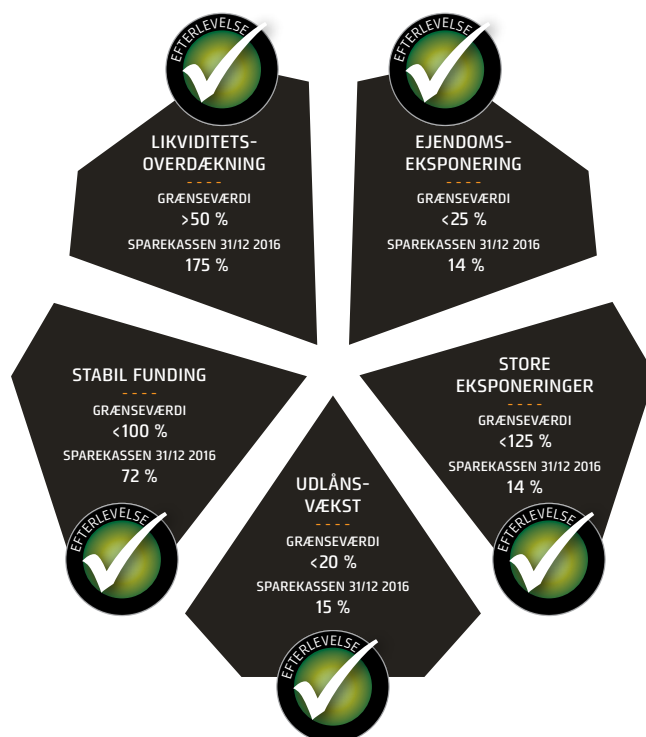 EFTERLEVELSE
LIKVIDITETS-
OVERDÆKNING
- - - -
GRÆNSEVÆRDI
>50 %
SPAREKASSEN 31/12 2016
175 %
EFTERLEVELSE
EJENDOMS-
EKSPONERING
- - - -
GRÆNSEVÆRDI
<25 %
SPAREKASSEN 31/12 2016
14 %
STABIL FUNDING
- - - -
GRÆNSEVÆRDI
<100 %
SPAREKASSEN 31/12 2016
72 %
EFTERLEVELSE
STORE
EKSPONERINGER
- - - -
GRÆNSEVÆRDI
<125 %
SPAREKASSEN 31/12 2016
14 %
EFTERLEVELSE
UDLÅNS-
VÆKST
- - - -
GRÆNSEVÆRDI
<20 %
SPAREKASSEN 31/12 2016
15 %
EFTERLEVELSE